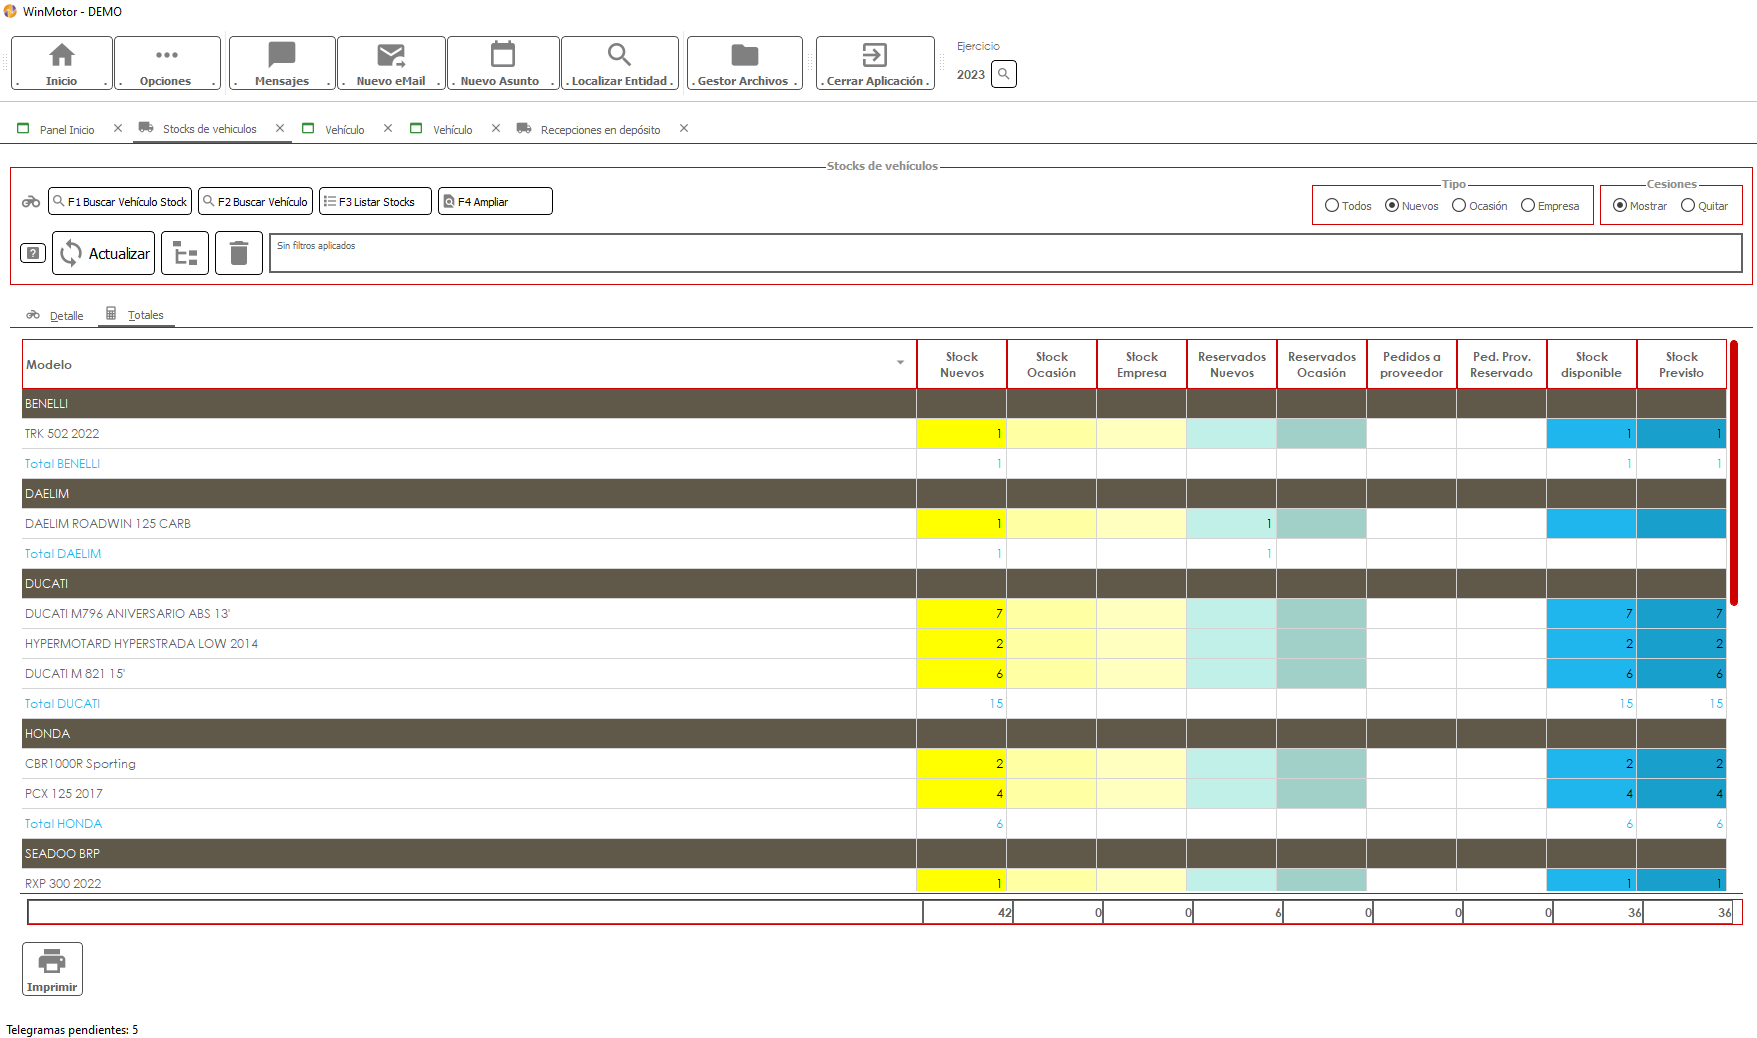 WinMotor - DEMO
. Inicio .
. Opciones .
. Mensajes .
. Nuevo eMail .
. Nuevo Asunto .
. Localizar Entidad .
. Gestor Archivos .
. Cerrar Aplicación .
Ejercicio
2023
Panel Inicio
Stocks de vehiculos
Vehículo
Vehículo
Recepciones en depósito
Stocks de vehículos
F1 Buscar Vehículo Stock
F2 Buscar Vehículo
F3 Listar Stocks
F4 Ampliar
Tipo
Todos Nuevos Ocasión Empresa
Cesiones
Mostrar Quitar
? Actualizar
Sin filtros aplicados
Detalle Totales
Modelo Stock Nuevos Stock Ocasión Stock Empresa Reservados Nuevos Reservados Ocasión Pedidos a proveedor Ped. Prov. Reservado Stock disponible Stock Previsto
BENELLI
TRK 502 2022 1 1 1
Total BENELLI 1 1 1
DAELIM
DAELIM ROADWIN 125 CARB 1 1
Total DAELIM 1 1
DUCATI
DUCATI M796 ANIVERSARIO ABS 13' 7 7 7
HYPERMOTARD HYPERSTRADA LOW 2014 2 2 2
DUCATI M 821 15' 6 6 6
Total DUCATI 15 15 15
HONDA
CBR1000R Sporting 2 2 2
PCX 125 2017 4 4 4
Total HONDA 6 6 6
SEADOO BRP
RXP 300 2022 1 1 1
42 0 0 6 0 0 0 36 36
Imprimir
Telegramas pendientes: 5